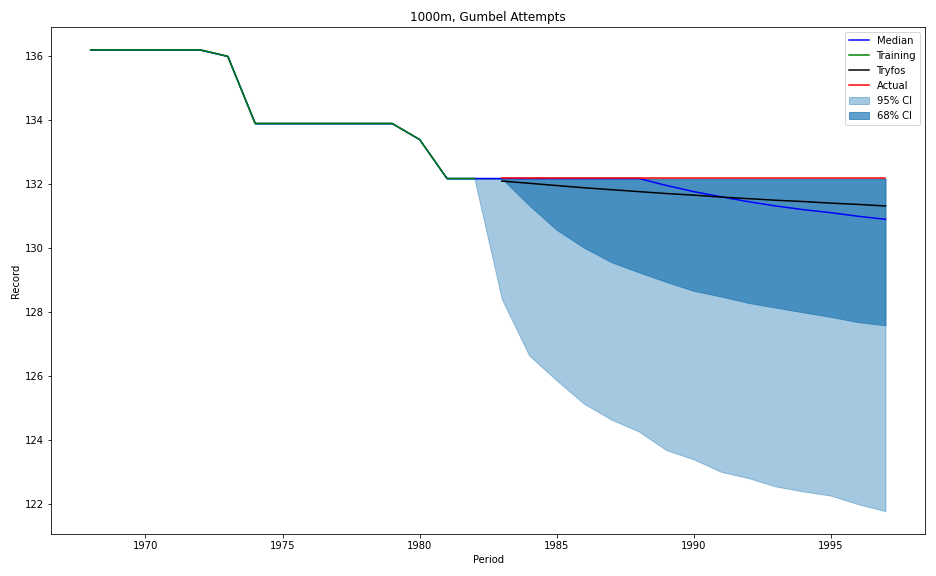 1000m, Gumbel Attempts
Median
Training
Tryfos
Actual
95% CI
68% CI
Record
136
134
132
130
128
126
124
122
1970
1975
1980
1985
1990
1995
Period